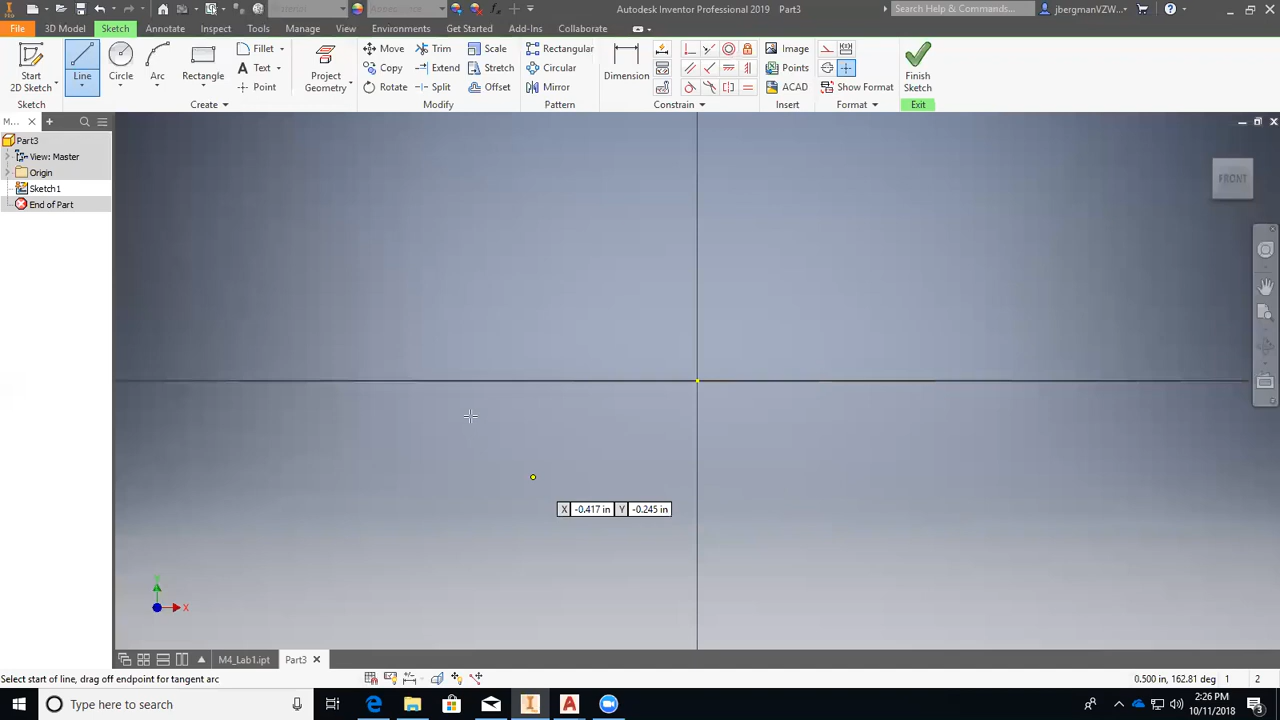 Material
Appearance
Autodesk Inventor Professional 2019 Part3
Search Help & Commands...
jbergmanVZW...
File 3D Model Sketch Annotate Inspect Tools Manage View Environments Get Started Add-Ins Collaborate
Start
2D Sketch
Line
Circle
Arc
Rectangle
Fillet
Text
Point
Project
Geometry
Move
Copy
Rotate
Trim
Extend
Split
Scale
Stretch
Offset
Rectangular
Circular
Mirror
Dimension
Image
Points
ACAD
Show Format
Finish
Sketch
Sketch Create Modify Pattern Constrain Insert Format Exit
M...
Part3
View: Master
Origin
Sketch1
End of Part
FRONT
X -0.417 in Y -0.245 in
X
M4_Lab1.ipt Part3
Select start of line, drag off endpoint for tangent arc
0.500 in, 162.81 deg 1 2
Type here to search
2:26 PM
10/11/2018
3